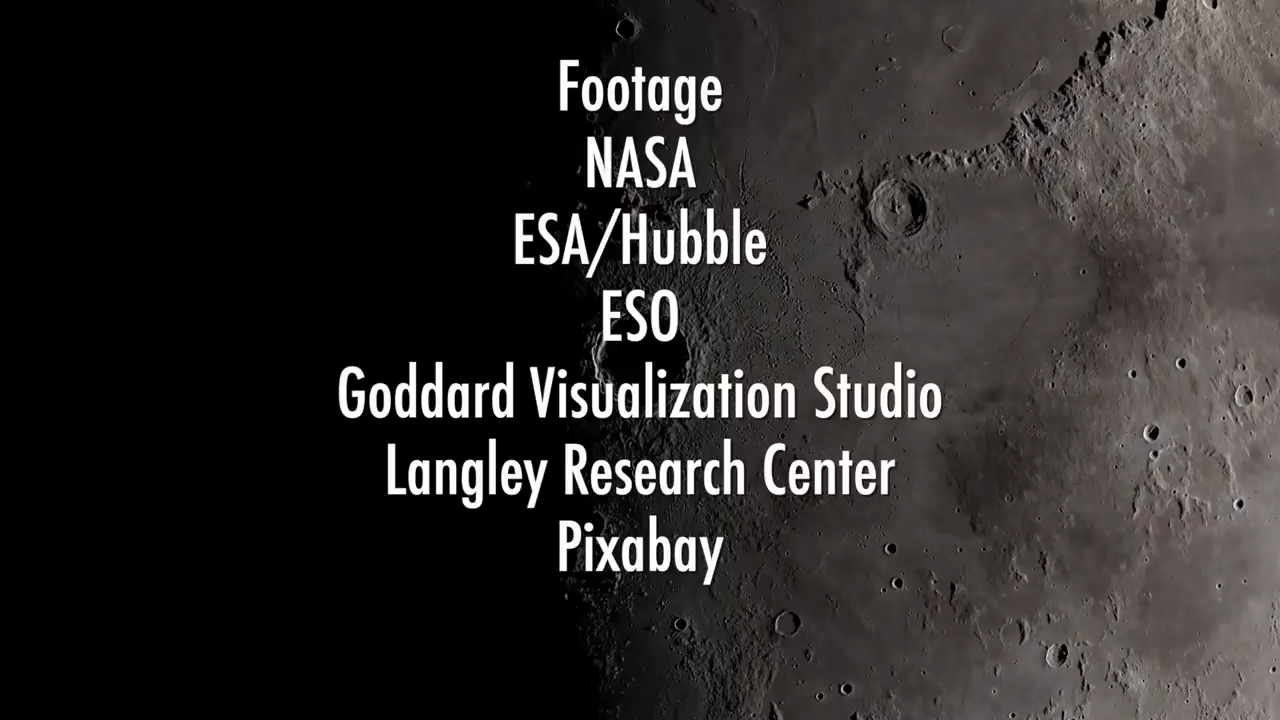 Footage
NASA
ESA/Hubble
ESO
Goddard Visualization Studio
Langley Research Center
Pixabay